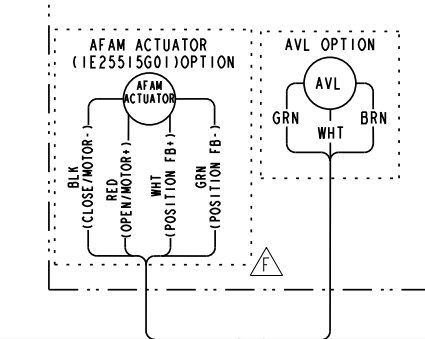 AFAM ACTUATOR
(1E25515G01)OPTION
AFAM
ACTUATOR
BLK
(CLOSE/MOTOR-)
RED
(OPEN/MOTOR+)
WHT
(POSITION FB+)
GRN
(POSITION FB-)
AVL OPTION
AVL
GRN
WHT
BRN
F